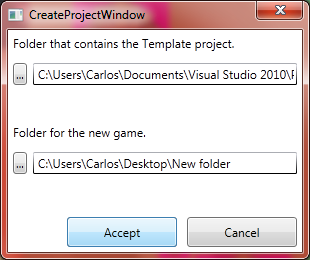 CreateProjectWindow
Folder that contains the Template project.
... C:\Users\Carlos\Documents\Visual Studio 2010\
Folder for the new game.
... C:\Users\Carlos\Desktop\New folder
Accept Cancel